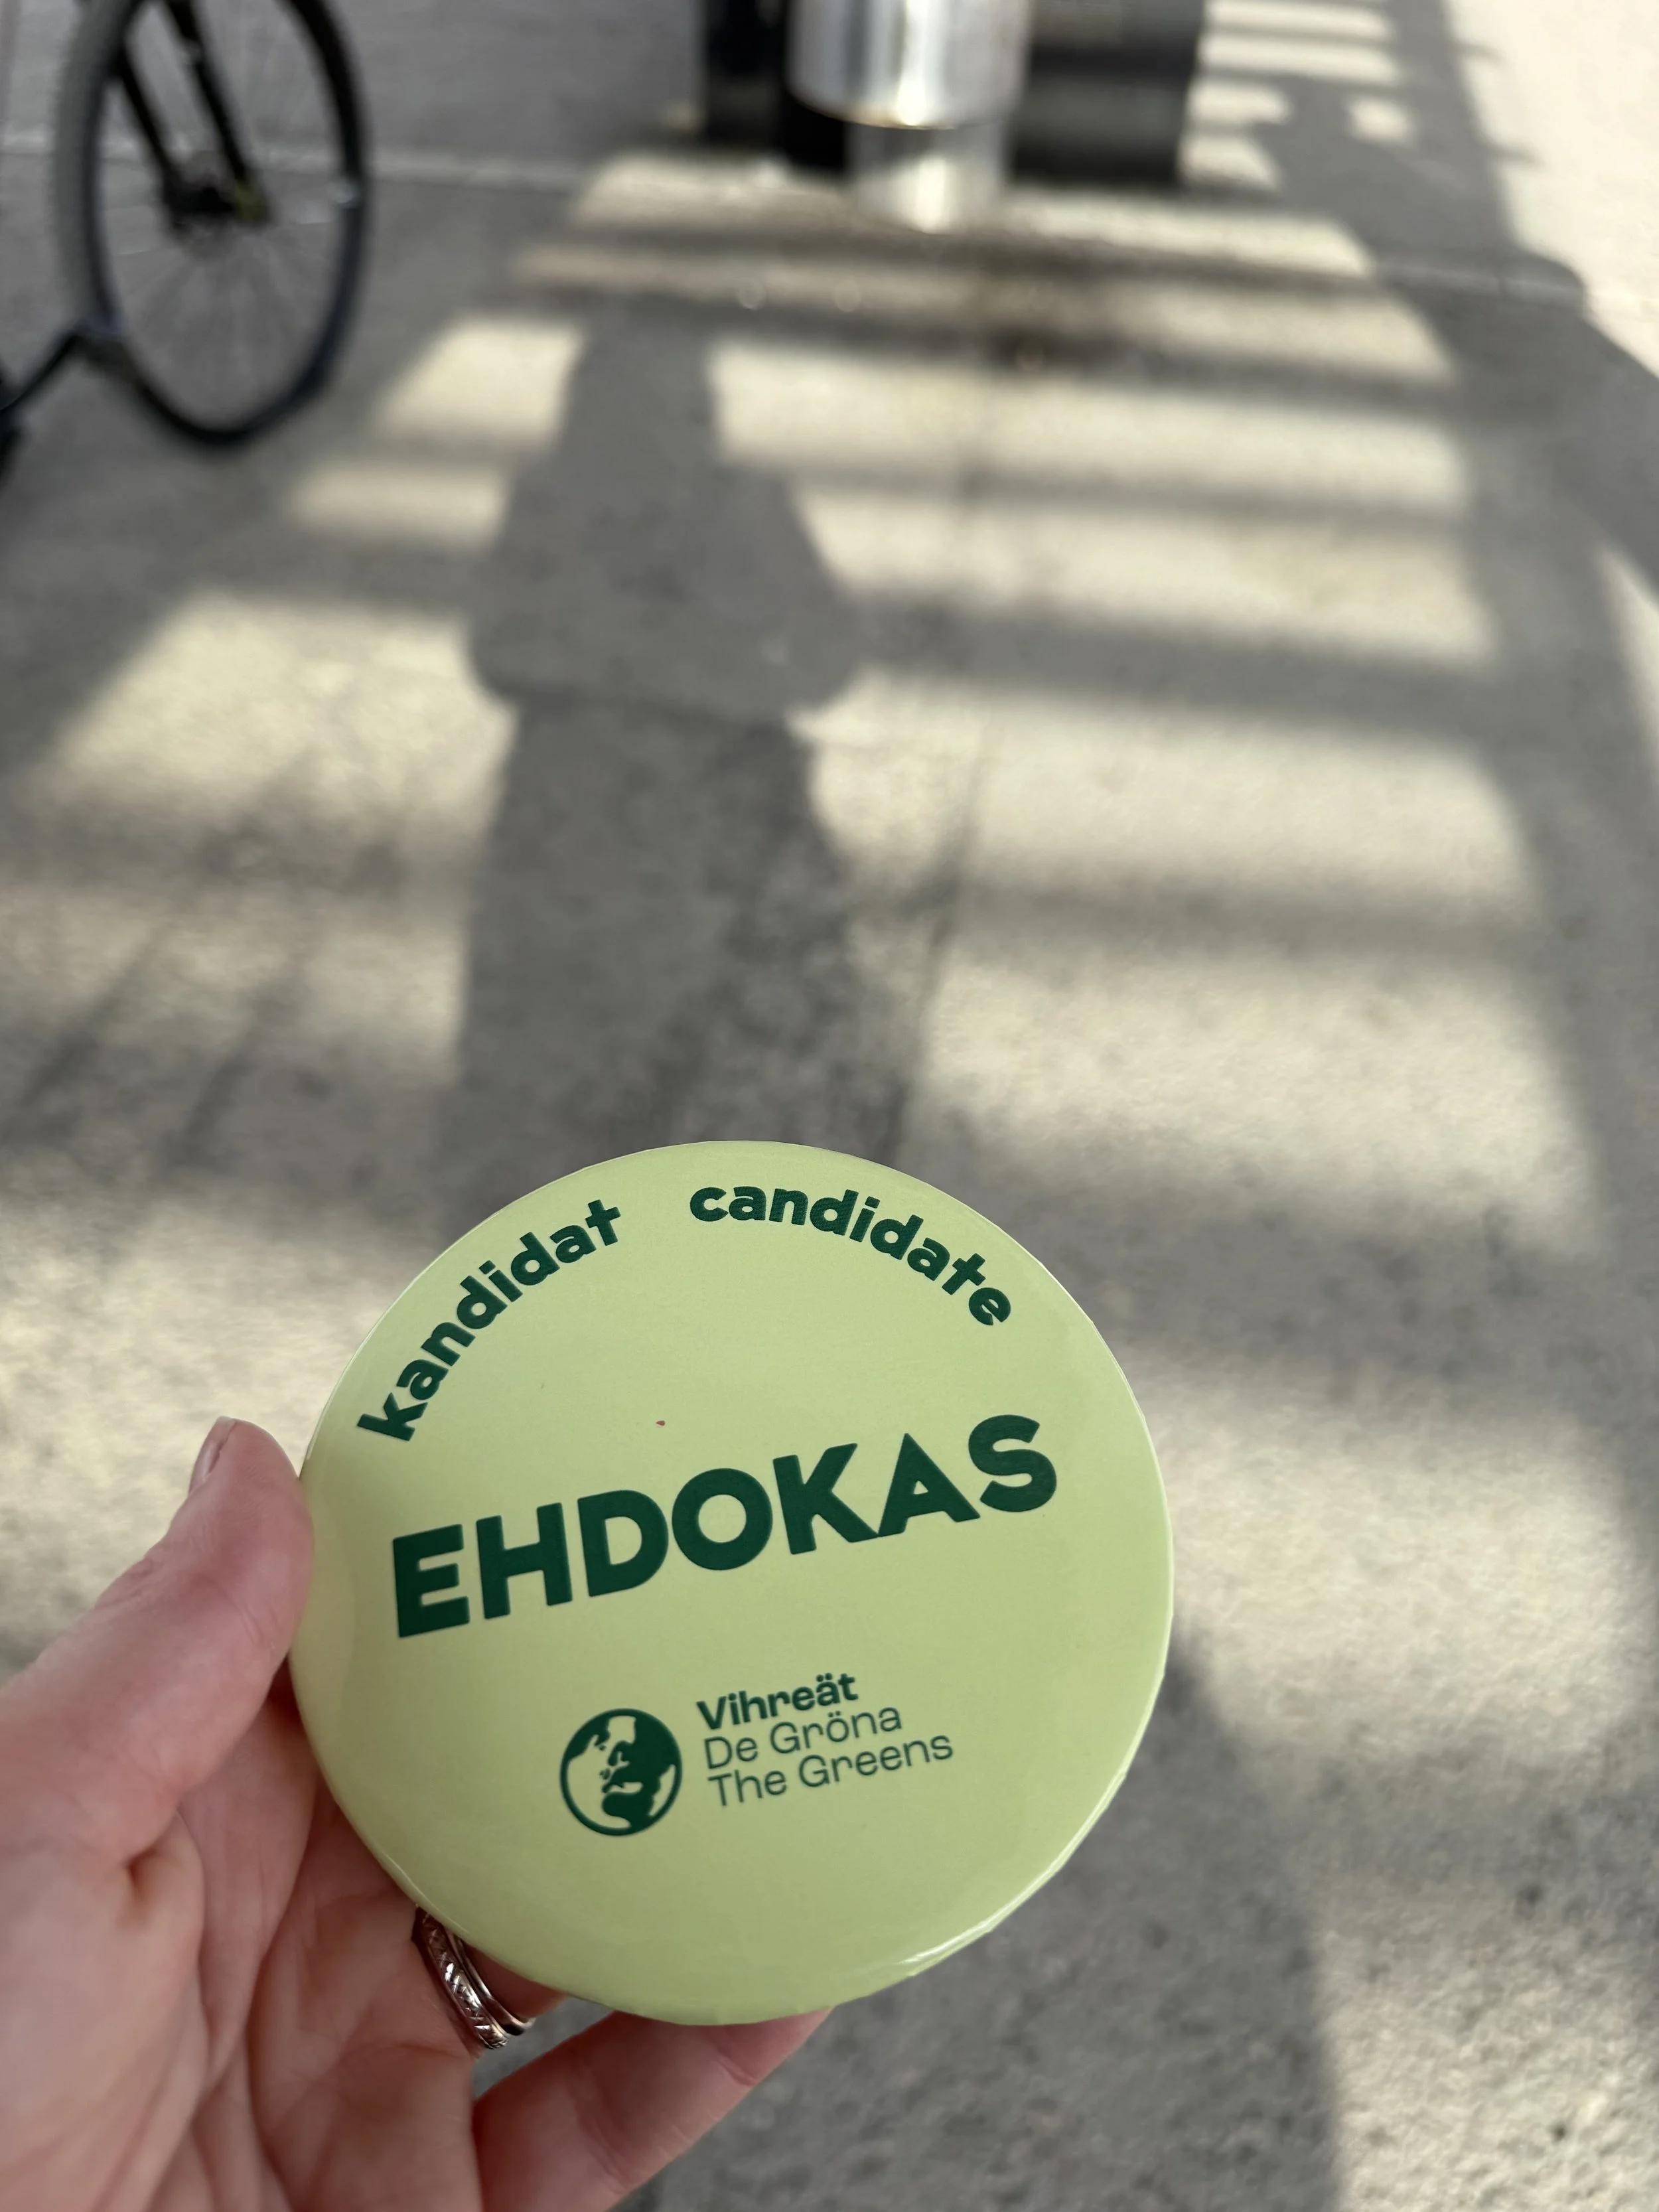 kandidat candidate
EHDOKAS
Vihreät
De Gröna
The Greens